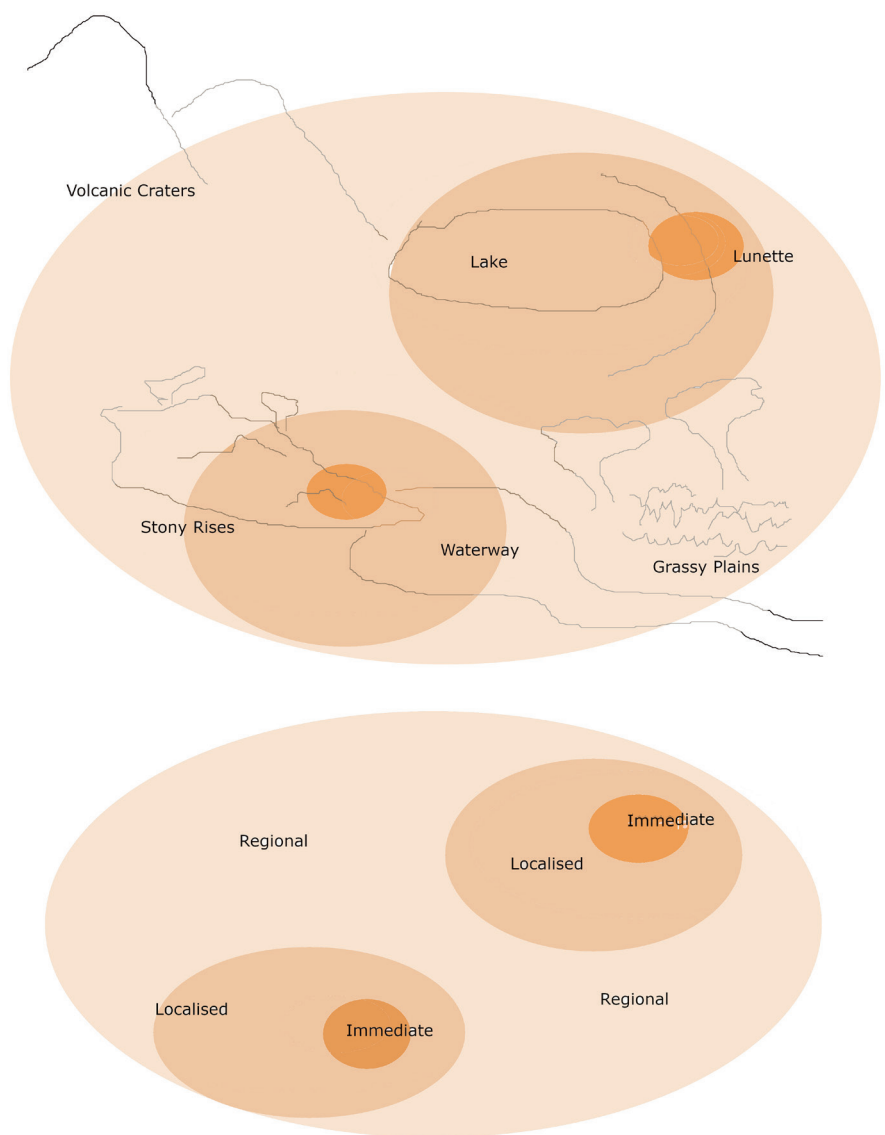 Volcanic Craters
Lake
Lunette
Stony Rises
Waterway
Grassy Plains
Immediate
Regional
Localised
Localised
Regional
Immediate